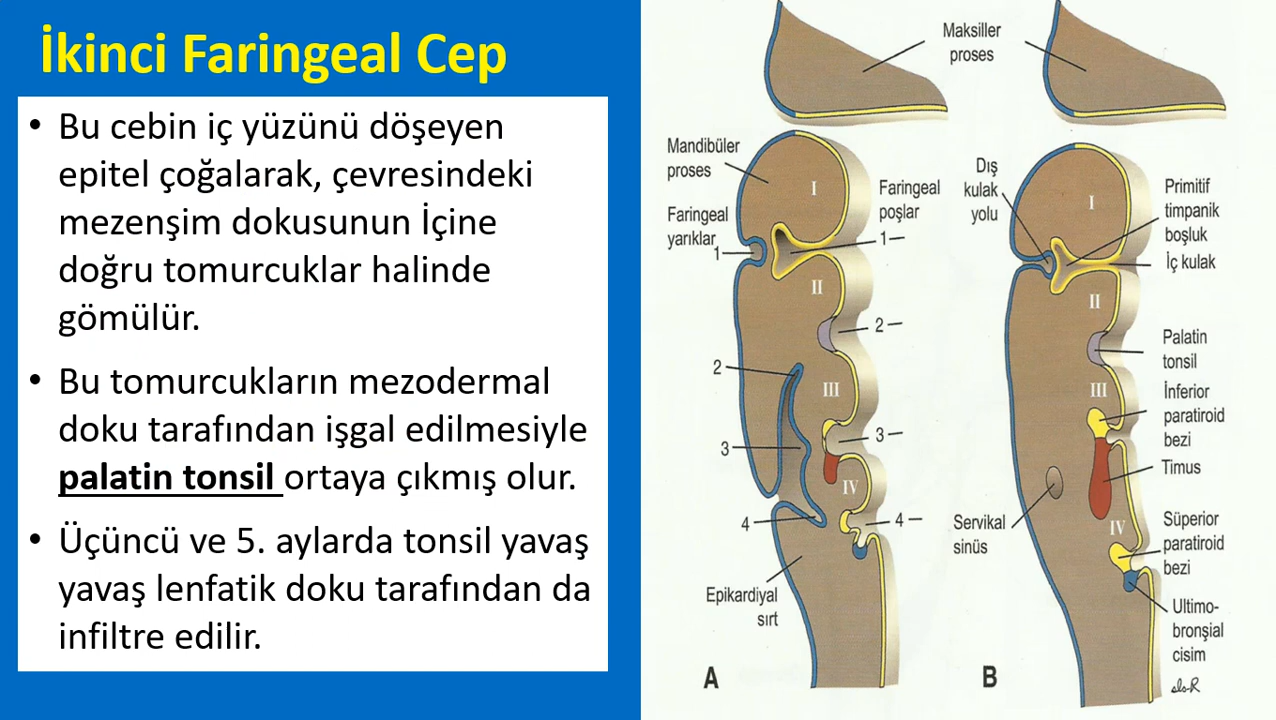 İkinci Faringeal Cep
• Bu cebin iç yüzünü döşeyen
epitel çoğalarak, çevresindeki
mezenşim dokusunun İçine
doğru tomurcuklar halinde
gömülür.
• Bu tomurcukların mezodermal
doku tarafından işgal edilmesiyle
palatin tonsil ortaya çıkmış olur.
• Üçüncü ve 5. aylarda tonsil yavaş
yavaş lenfatik doku tarafından da
infiltre edilir.
Maksiller
proses
Mandibüler
proses
Faringeal
yarıklar
1
I
Faringeal
poşlar
1
II
2
2
III
3
3
IV
4
4
Epikardiyal
sırt
A
Dış
kulak
yolu
I
Primitif
timpanik
boşluk
İç kulak
II
Palatin
tonsil
III
İnferior
paratiroid
bezi
Timus
Servikal
sinüs
IV
Süperior
paratiroid
bezi
Ultimo-
bronşial
cisim
B